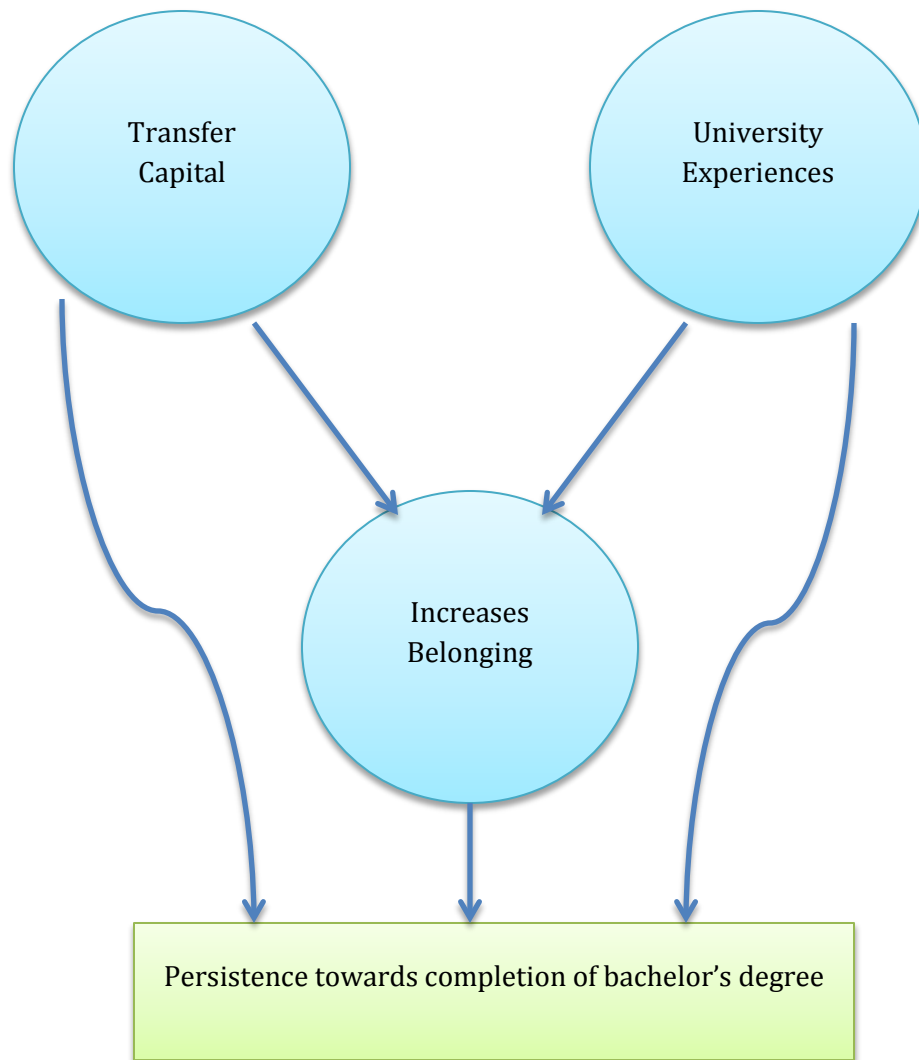 Transfer
Capital
University
Experiences
Increases
Belonging
Persistence towards completion of bachelor’s degree